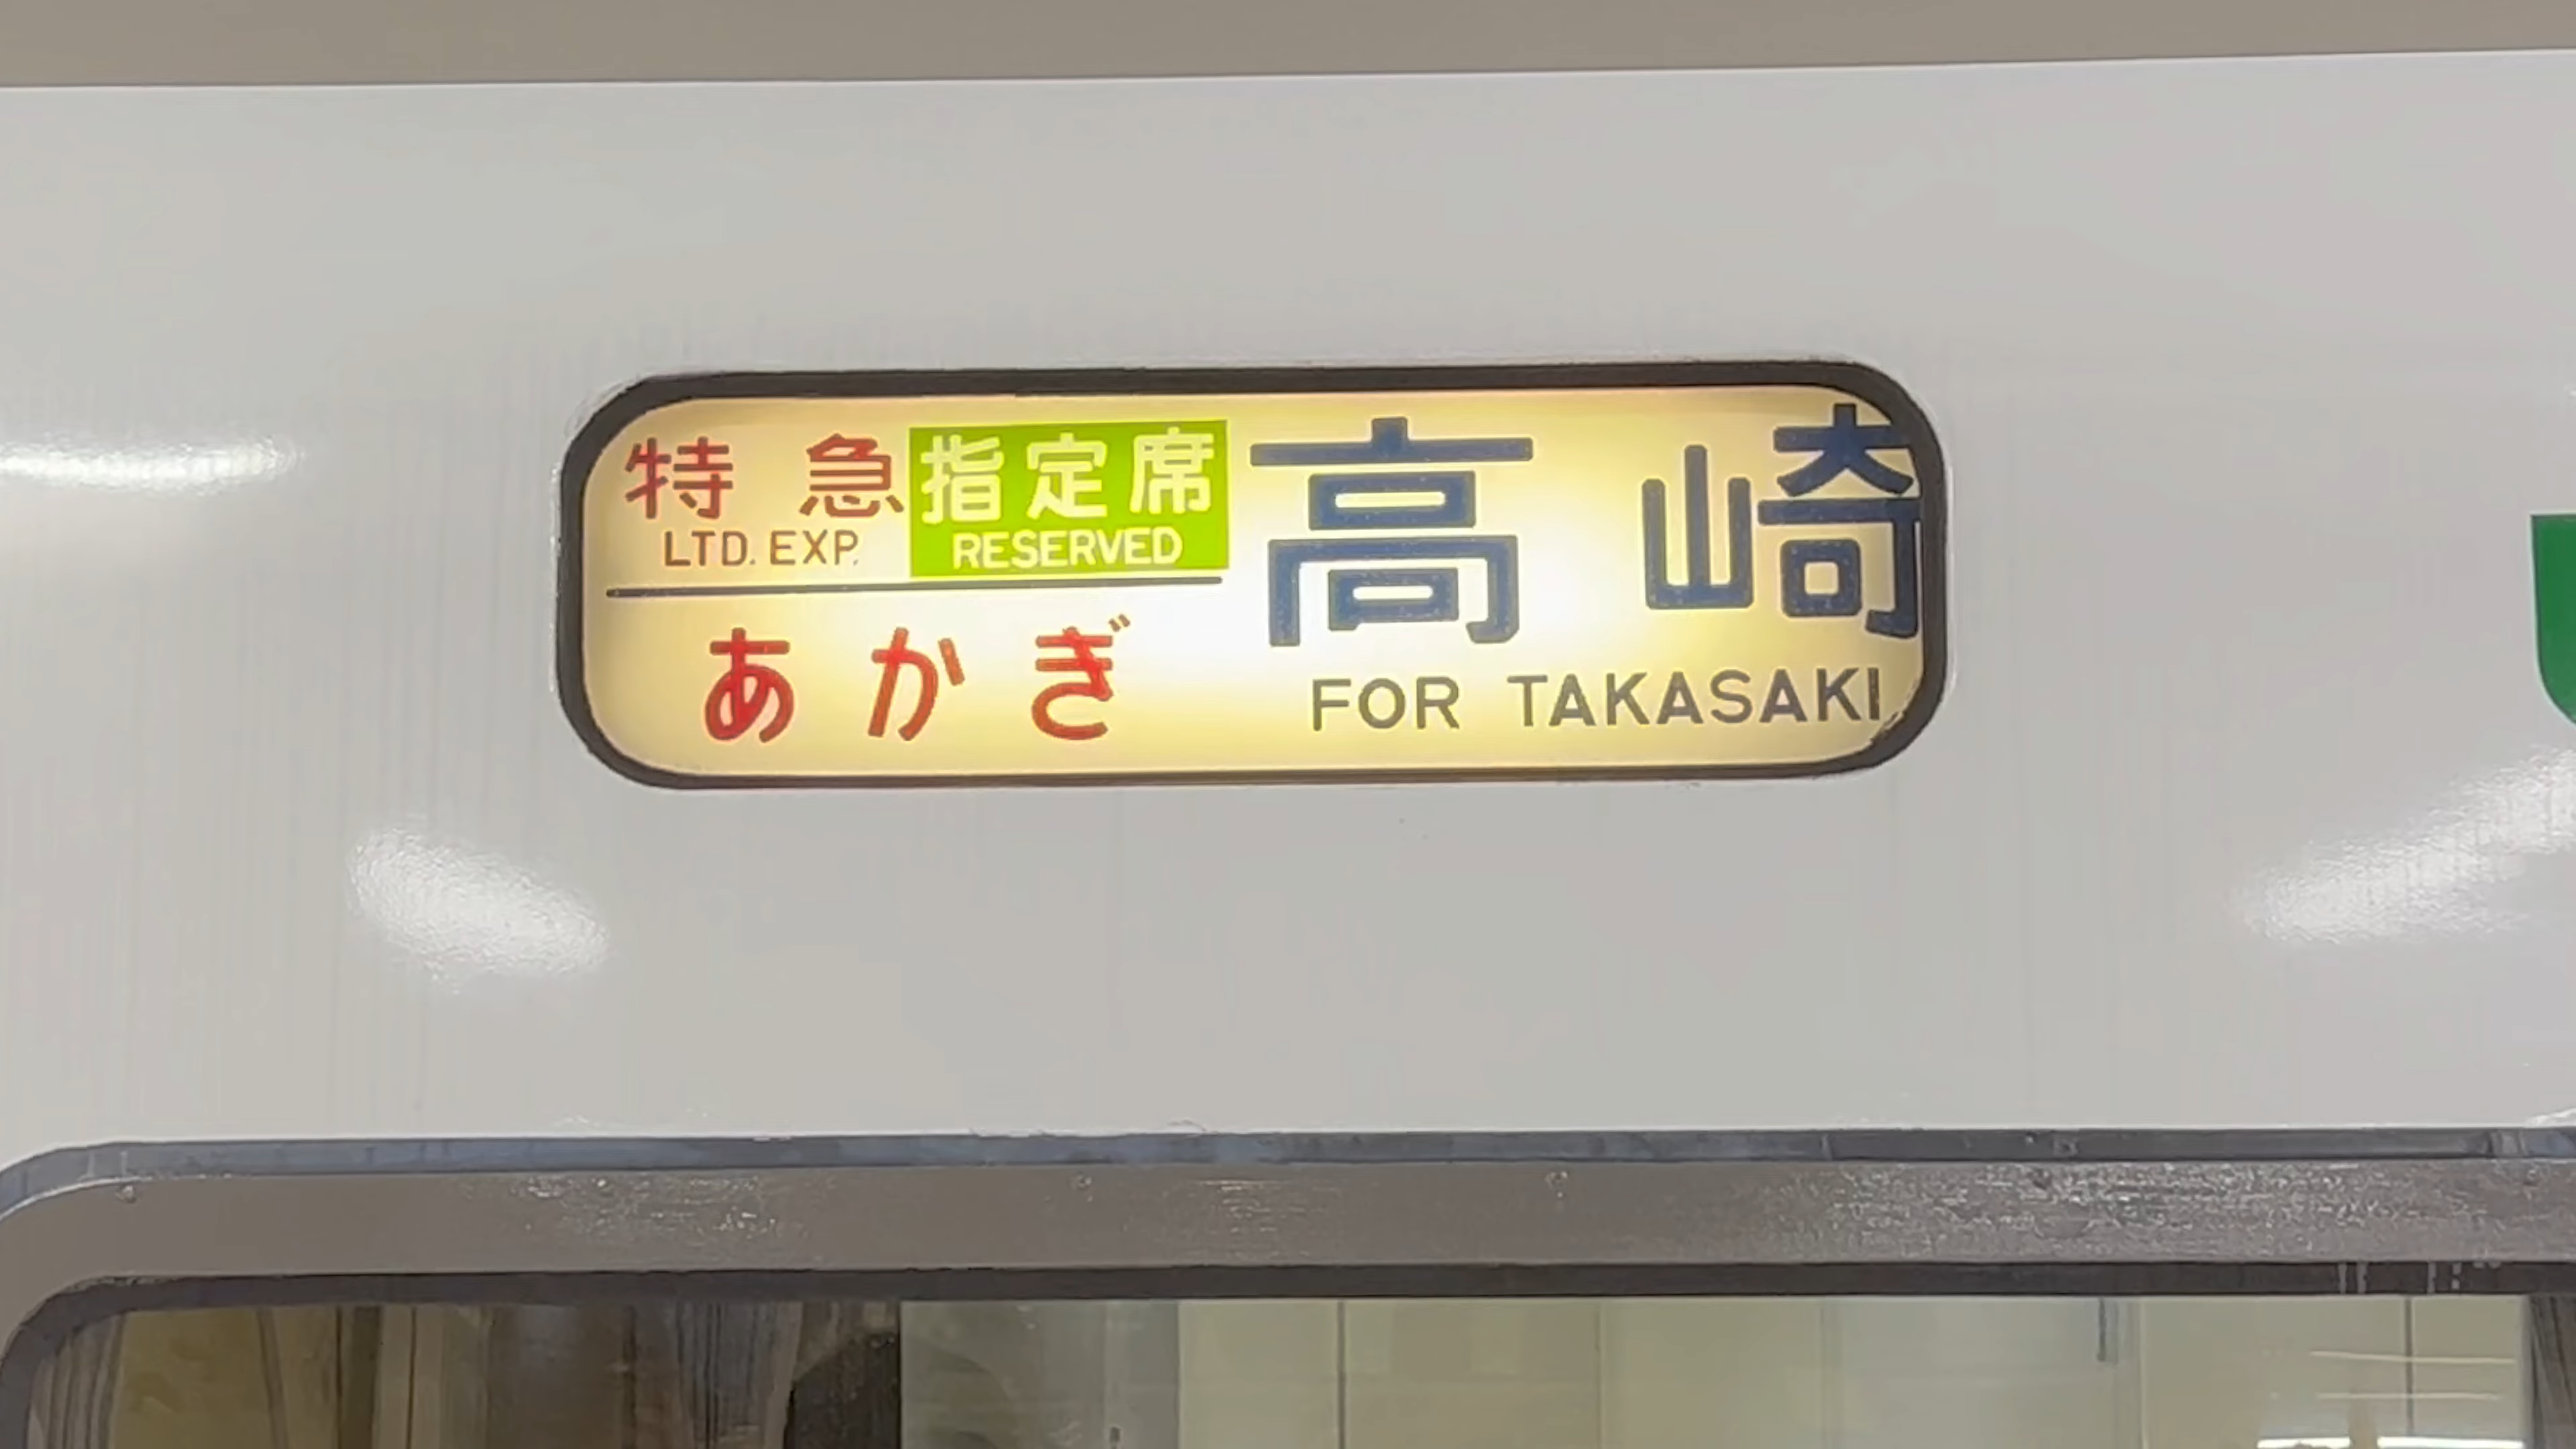 特急 指定席 高崎
LTD. EXP. RESERVED
あかぎ FOR TAKASAKI